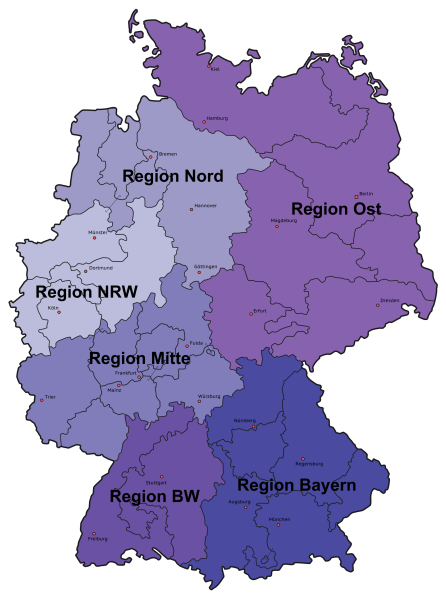 Kiel
Hamburg
Bremen
Region Nord
Berlin
Hannover
Region Ost
Magdeburg
Münster
Dortmund
Göttingen
Region NRW
Dresden
Köln
Erfurt
Fulda
Region Mitte
Frankfurt
Mainz
Trier
Würzburg
Nürnberg
Regensburg
Stuttgart
Region Bayern
Region BW
Augsburg
München
Freiburg